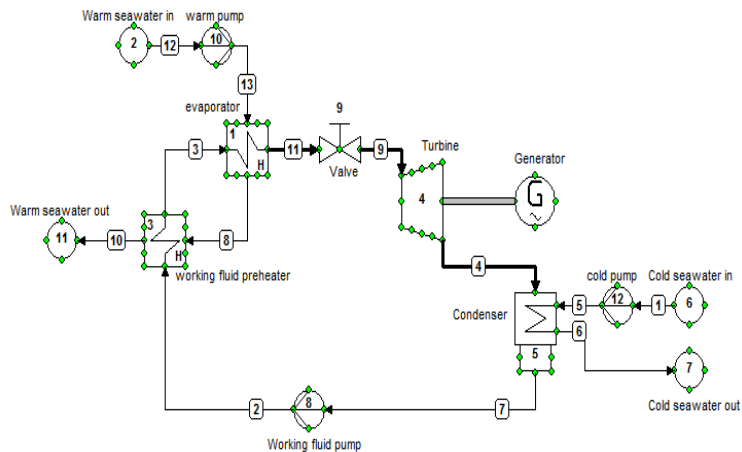 Warm seawater in
warm pump
2
12
10
13
evaporator
9
1
H
3
11
9
Valve
Turbine
4
Generator
G
~
Warm seawater out
11
10
3
H
8
working fluid preheater
4
cold pump
Cold seawater in
Condenser
5
12
1
6
6
5
7
Cold seawater out
2
8
7
Working fluid pump